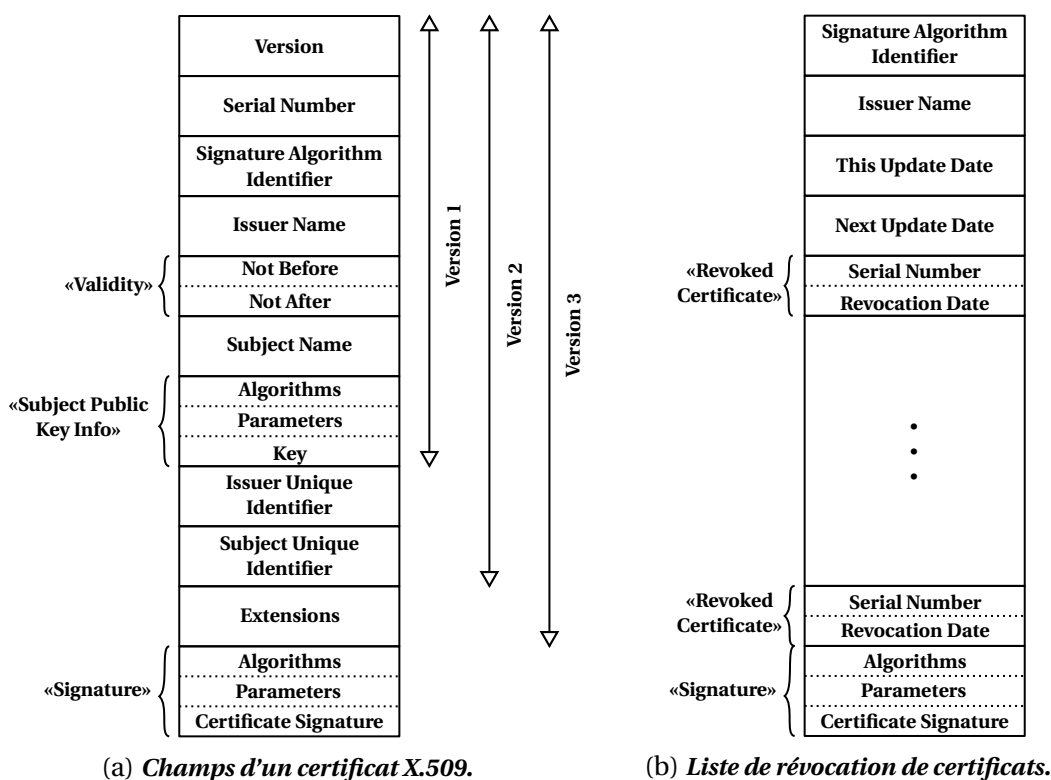 Version
Serial Number
Signature Algorithm
Identifier
Issuer Name
«Validity»
Not Before
Not After
Subject Name
«Subject Public
Key Info»
Algorithms
Parameters
Key
Issuer Unique
Identifier
Subject Unique
Identifier
Extensions
«Signature»
Algorithms
Parameters
Certificate Signature
Version 1
Version 2
Version 3
(a) Champs d'un certificat X.509.
Signature Algorithm
Identifier
Issuer Name
This Update Date
Next Update Date
«Revoked
Certificate»
Serial Number
Revocation Date
«Revoked
Certificate»
Serial Number
Revocation Date
«Signature»
Algorithms
Parameters
Certificate Signature
(b) Liste de révocation de certificats.